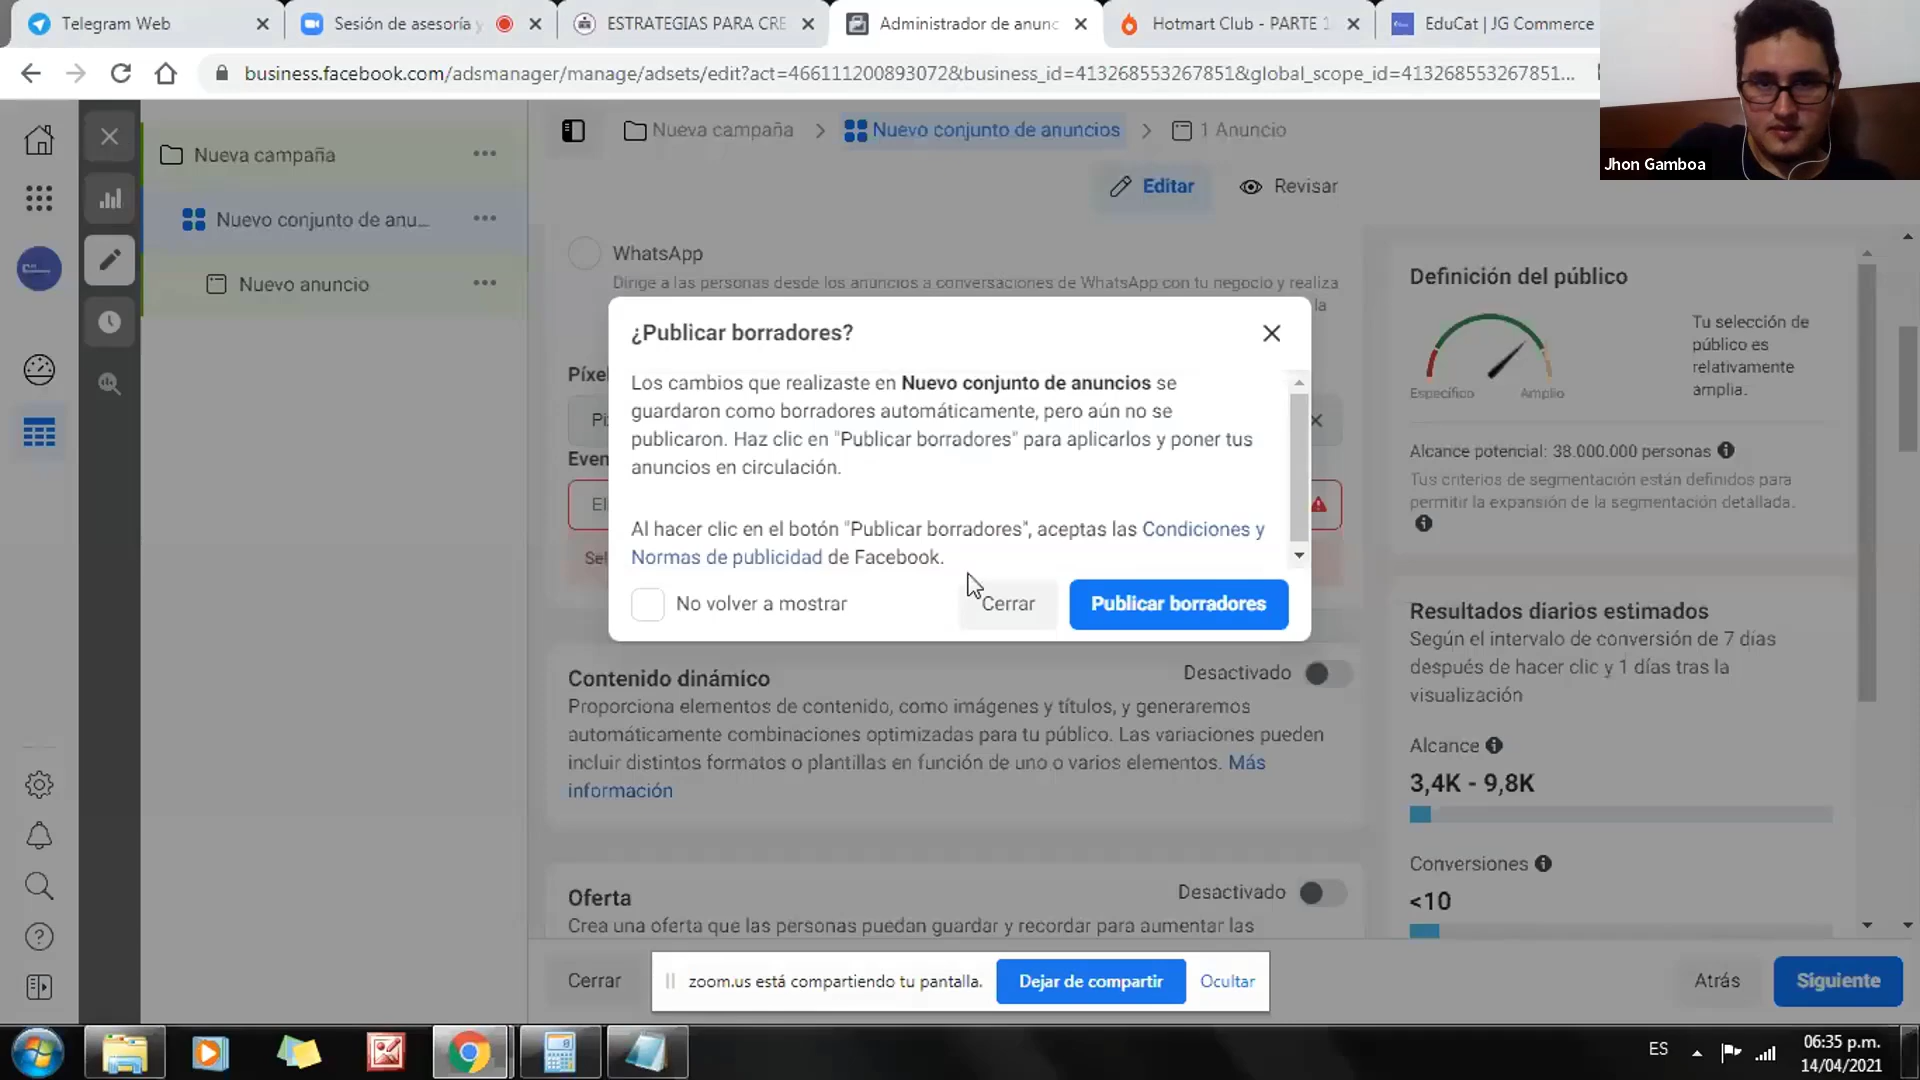 Telegram Web
Sesión de asesoría y
ESTRATEGIAS PARA CRE
Administrador de anunc
Hotmart Club - PARTE 1
EduCat | JG Commerce
business.facebook.com/adsmanager/manage/adsets/edit?act=466111200893072&business_id=413268553267851&global_scope_id=413268553267851...
Jhon Gamboa
Nueva campaña
Nuevo conjunto de anu...
Nuevo anuncio
Nueva campaña
Nuevo conjunto de anuncios
1 Anuncio
Editar
Revisar
WhatsApp
Dirige a las personas desde los anuncios a conversaciones de WhatsApp con tu negocio y realiza
la
Píxel
Even
Sel
¿Publicar borradores?
Los cambios que realizaste en Nuevo conjunto de anuncios se
guardaron como borradores automáticamente, pero aún no se
publicaron. Haz clic en "Publicar borradores" para aplicarlos y poner tus
anuncios en circulación.
Al hacer clic en el botón "Publicar borradores", aceptas las Condiciones y
Normas de publicidad de Facebook.
No volver a mostrar
Cerrar
Publicar borradores
Contenido dinámico
Desactivado
Proporciona elementos de contenido, como imágenes y títulos, y generaremos
automáticamente combinaciones optimizadas para tu público. Las variaciones pueden
incluir distintos formatos o plantillas en función de uno o varios elementos. Más
información
Oferta
Desactivado
Crea una oferta que las personas puedan guardar y recordar para aumentar las
Definición del público
Tu selección de
público es
relativamente
amplia.
Específico
Amplio
Alcance potencial: 38.000.000 personas
Tus criterios de segmentación están definidos para
permitir la expansión de la segmentación detallada.
Resultados diarios estimados
Según el intervalo de conversión de 7 días
después de hacer clic y 1 días tras la
visualización
Alcance
3,4K - 9,8K
Conversiones
<10
Cerrar
zoom.us está compartiendo tu pantalla.
Dejar de compartir
Ocultar
Atrás
Siguiente
ES
06:35 p.m.
14/04/2021